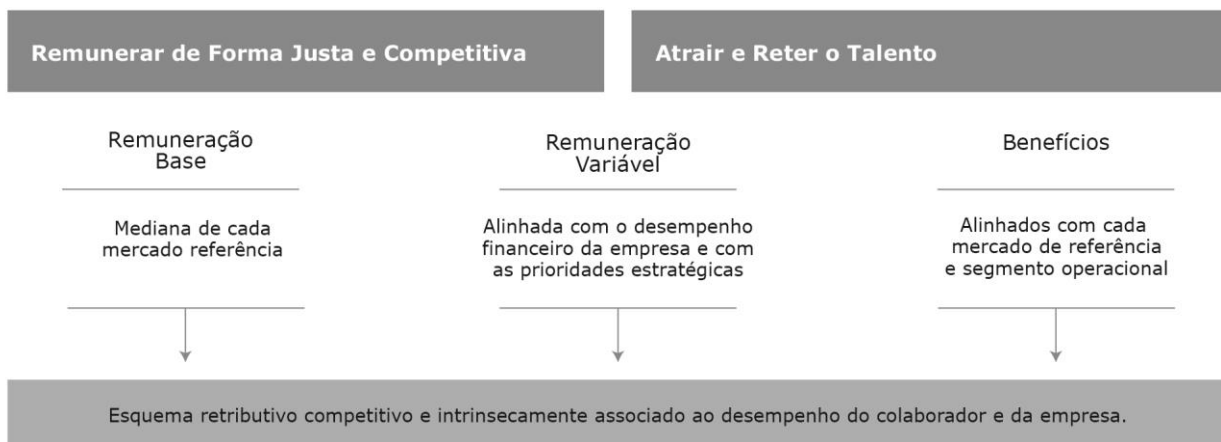 Remunerar de Forma Justa e Competitiva
Atrair e Reter o Talento
Remuneração
Base
Mediana de cada
mercado referência
Remuneração
Variável
Alinhada com o desempenho
financeiro da empresa e com
as prioridades estratégicas
Benefícios
Alinhados com cada
mercado de referência
e segmento operacional
Esquema retributivo competitivo e intrinsecamente associado ao desempenho do colaborador e da empresa.